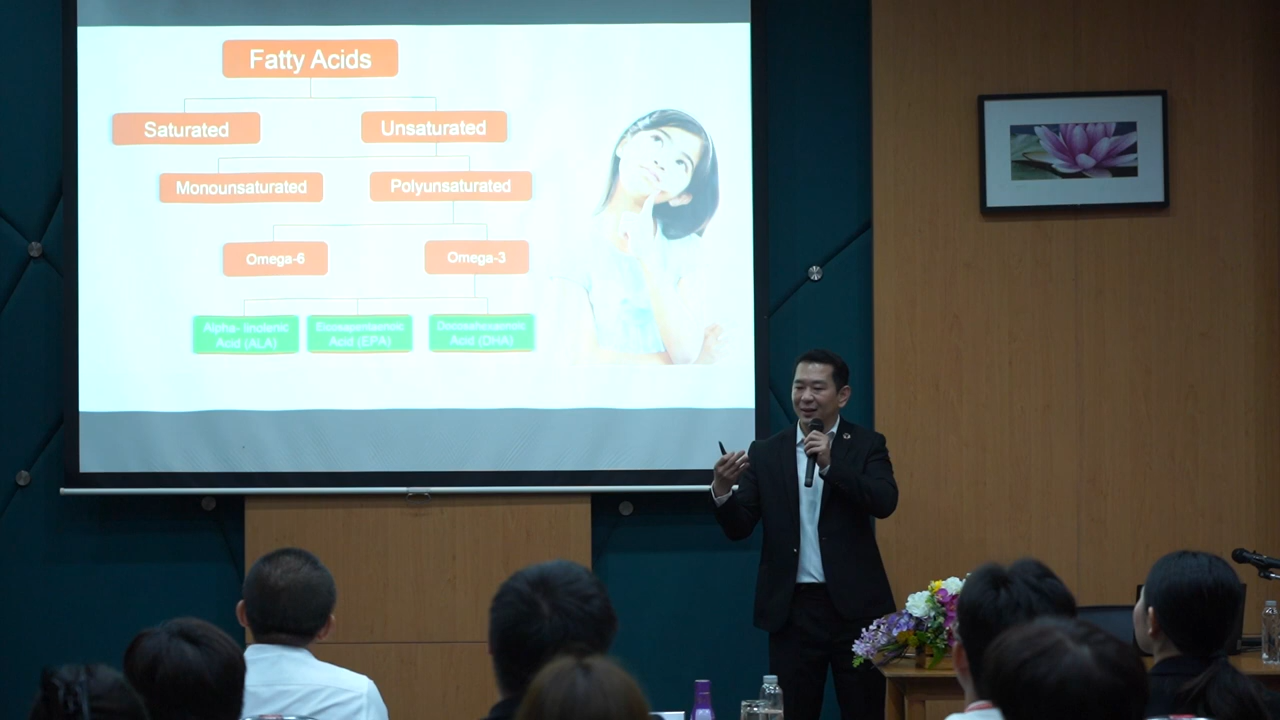 Fatty Acids
Saturated
Unsaturated
Monounsaturated
Polyunsaturated
Omega-6
Omega-3
Alpha- linolenic
Acid (ALA)
Eicosapentaenoic
Acid (EPA)
Docosahexaenoic
Acid (DHA)